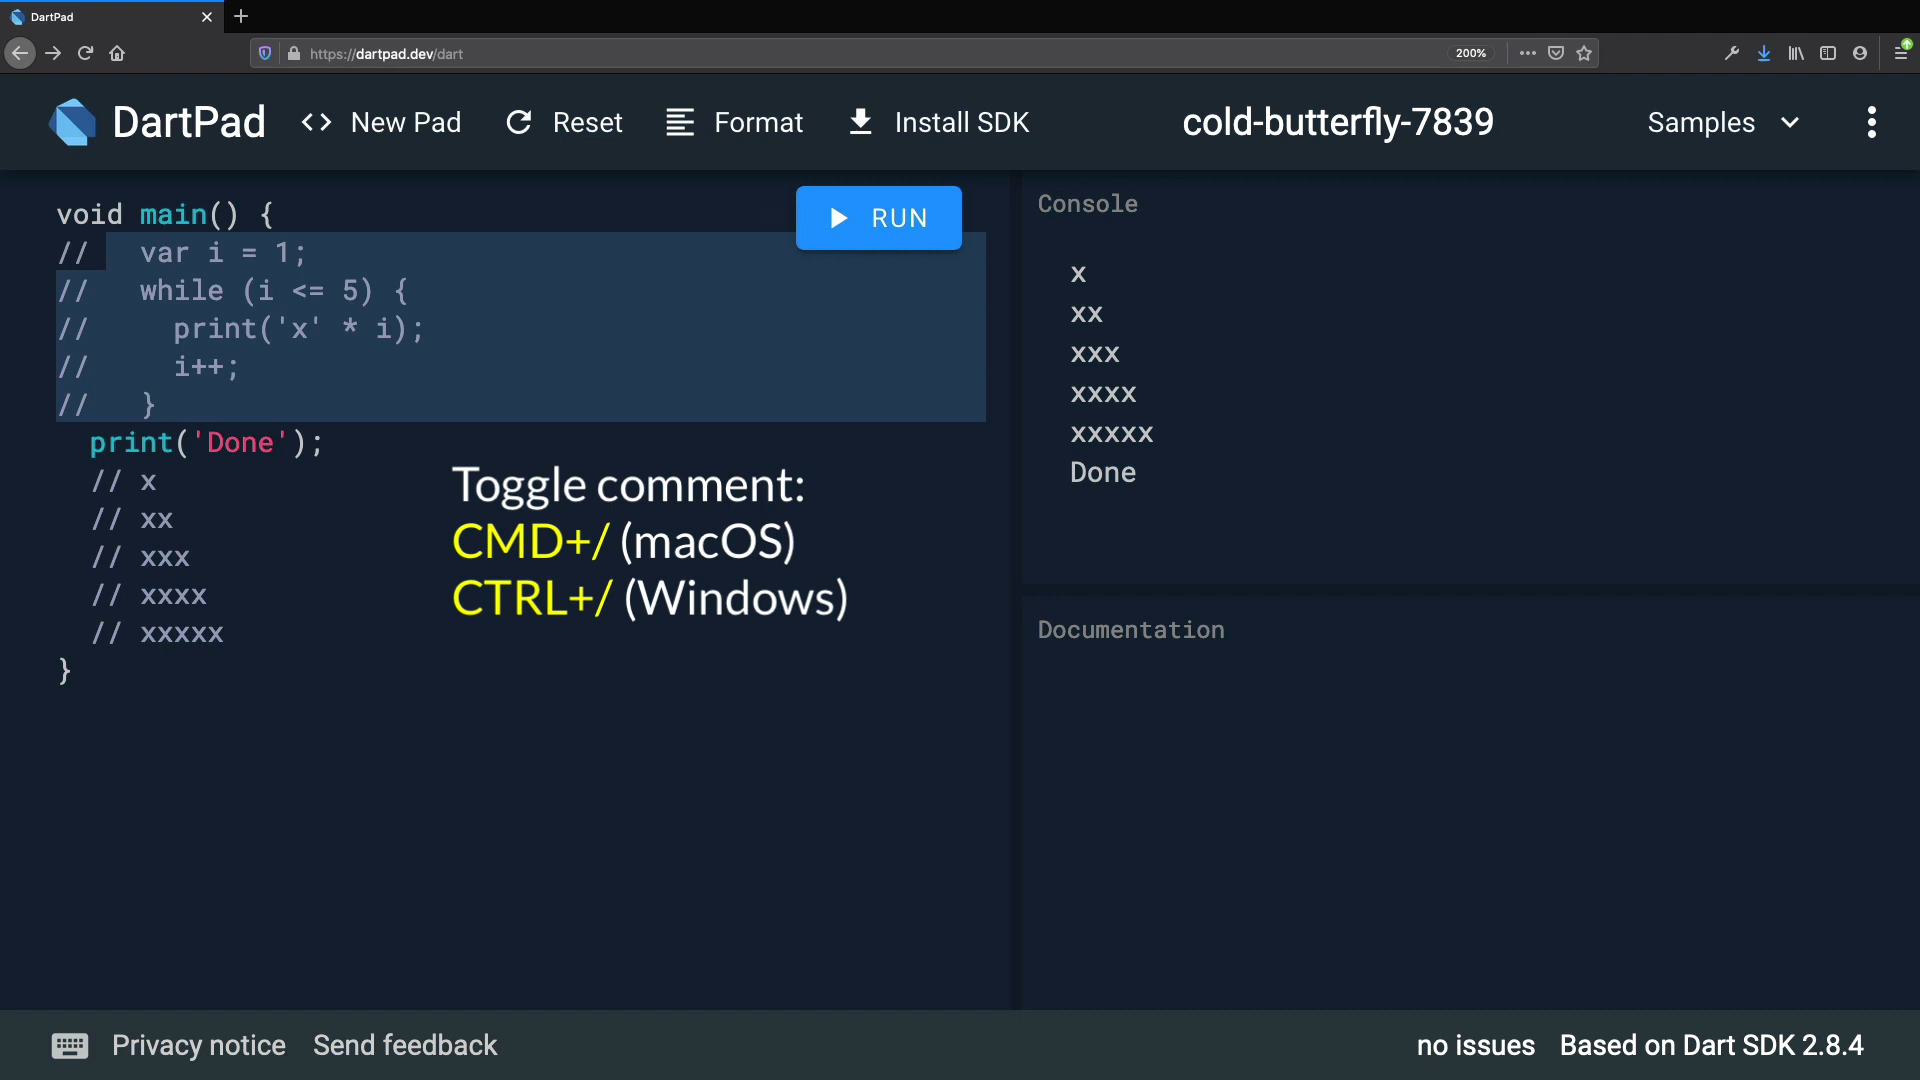 DartPad
https://dartpad.dev/dart
200%
DartPad
<> New Pad
Reset
Format
Install SDK
cold-butterfly-7839
Samples
void main() {
//   var i = 1;
//   while (i <= 5) {
//     print('x' * i);
//     i++;
//   }
  print('Done');
  // x
  // xx
  // xxx
  // xxxx
  // xxxxx
}
RUN
Toggle comment:
CMD+/ (macOS)
CTRL+/ (Windows)
Console
x
xx
xxx
xxxx
xxxxx
Done
Documentation
Privacy notice
Send feedback
no issues
Based on Dart SDK 2.8.4